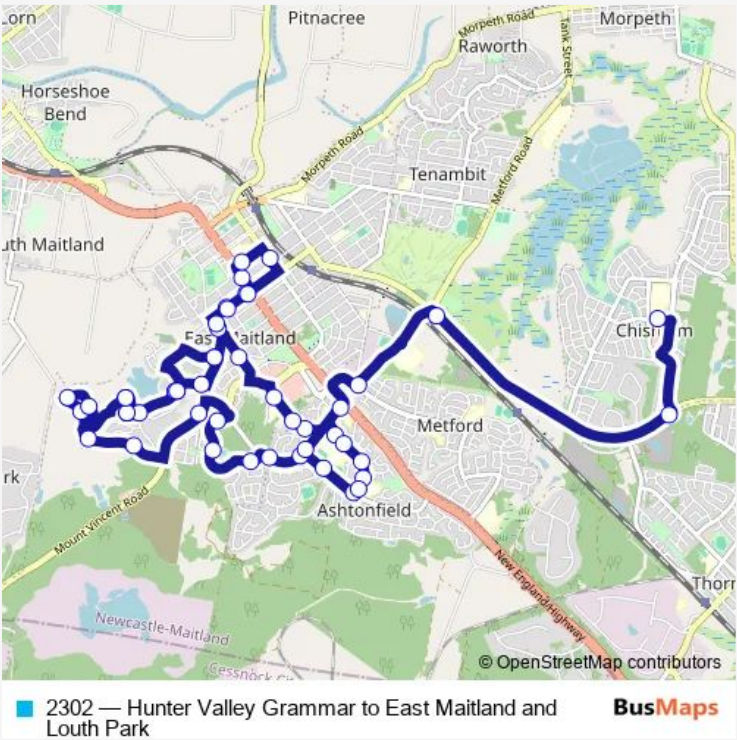 Lorn
Pitnacree
Morpeth Road
Morpeth
Raworth
Tank Street
Horseshoe
Bend
Morpeth Road
Metford Road
Tenambit
uth Maitland
East Maitland
Chisholm
Metford
rk
Ashtonfield
Mount Vincent Road
New England Highway
Thorn
Newcastle-Maitland
Cessnock Ci
© OpenStreetMap contributors
2302 — Hunter Valley Grammar to East Maitland and
Louth Park
BusMaps